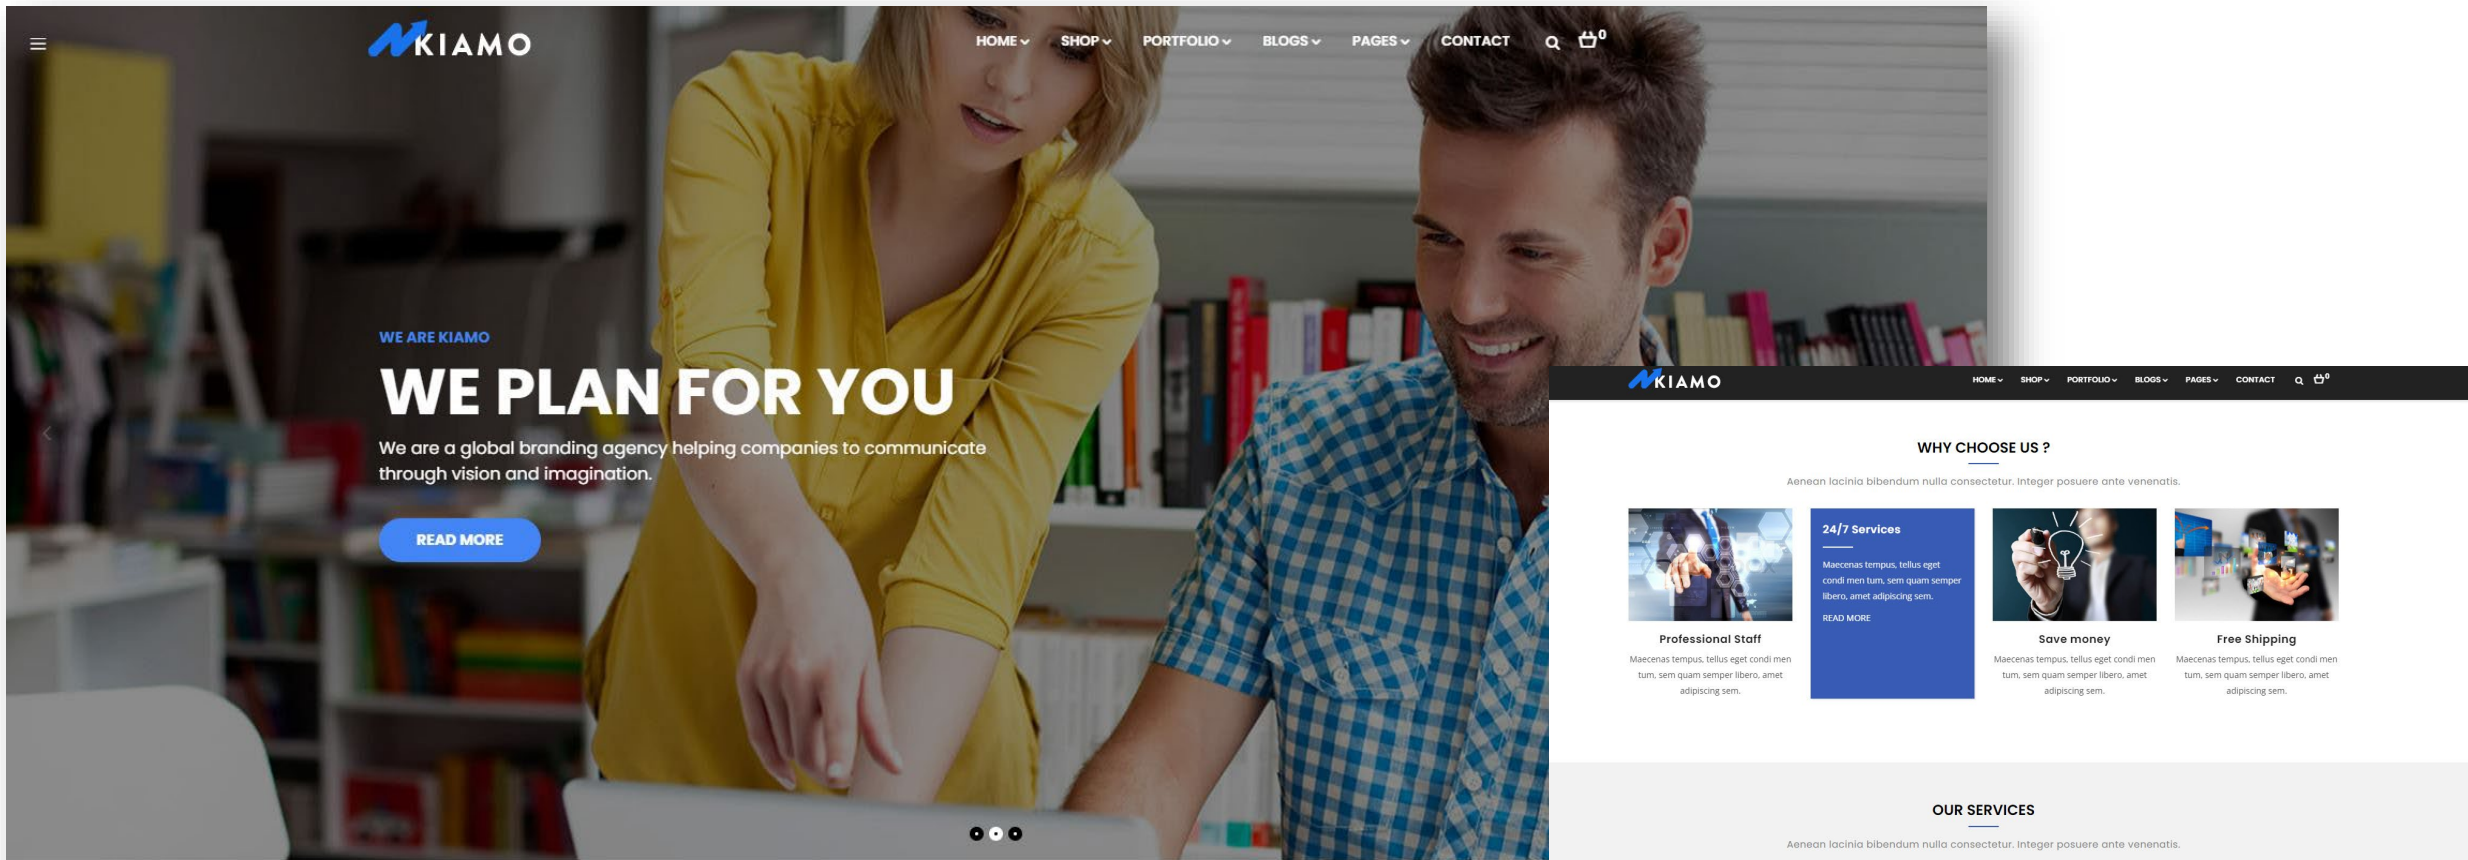 KIAMO
HOME SHOP PORTFOLIO BLOGS PAGES CONTACT 0
WE ARE KIAMO
WE PLAN FOR YOU
We are a global branding agency helping companies to communicate
through vision and imagination.
READ MORE
KIAMO
HOME SHOP PORTFOLIO BLOGS PAGES CONTACT 0
WHY CHOOSE US ?
Aenean lacinia bibendum nulla consectetur. Integer posuere ante venenatis.
Professional Staff
Maecenas tempus, tellus eget condi men
tum, sem quam semper libero, amet
adipiscing sem.
24/7 Services
Maecenas tempus, tellus eget
condi men tum, sem quam semper
libero, amet adipiscing sem.
READ MORE
Save money
Maecenas tempus, tellus eget condi men
tum, sem quam semper libero, amet
adipiscing sem.
Free Shipping
Maecenas tempus, tellus eget condi men
tum, sem quam semper libero, amet
adipiscing sem.
OUR SERVICES
Aenean lacinia bibendum nulla consectetur. Integer posuere ante venenatis.